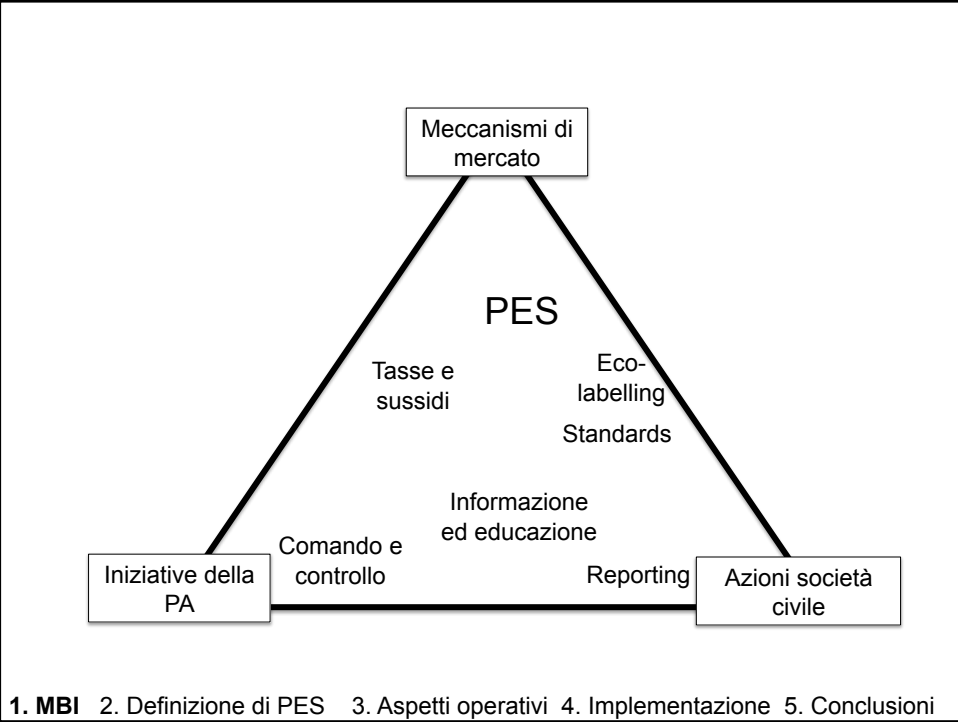 Meccanismi di
mercato
PES
Tasse e
sussidi
Eco-
labelling
Standards
Informazione
ed educazione
Comando e
controllo
Reporting
Iniziative della
PA
Azioni società
civile
1. MBI 2. Definizione di PES 3. Aspetti operativi 4. Implementazione 5. Conclusioni